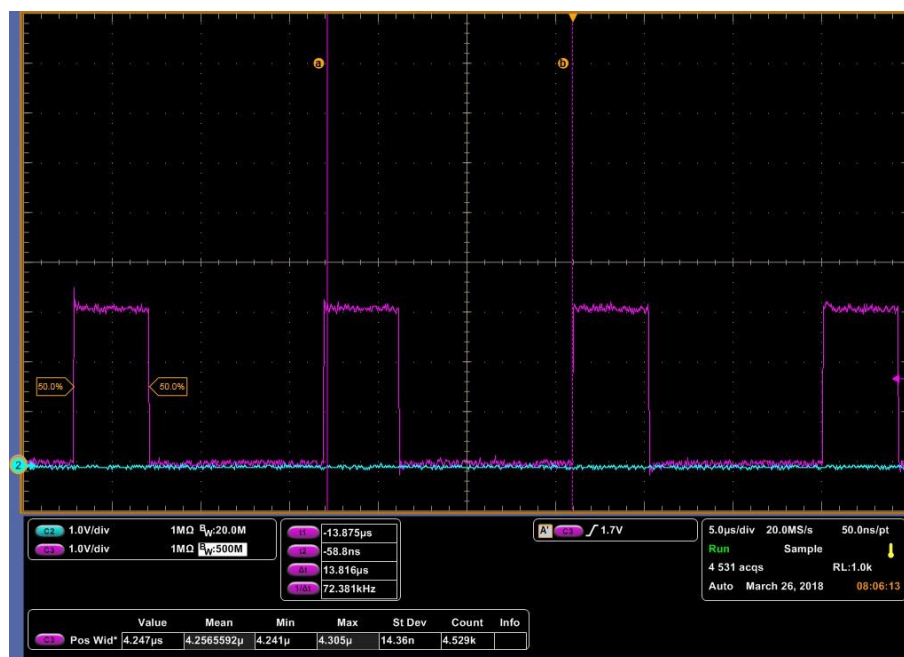 a b
50.0% 50.0%
2
C2 1.0V/div 1MΩ BW:20.0M
C3 1.0V/div 1MΩ BW:500M
t1 -13.875µs
t2 -58.8ns
Δt 13.816µs
1/Δt 72.381kHz
A' C3 1.7V
5.0µs/div 20.0MS/s 50.0ns/pt
Run Sample
4 531 acqs RL:1.0k
Auto March 26, 2018 08:06:13
Value Mean Min Max St Dev Count Info
C3 Pos Wid* 4.247µs 4.2565592µ 4.241µ 4.305µ 14.36n 4.529k